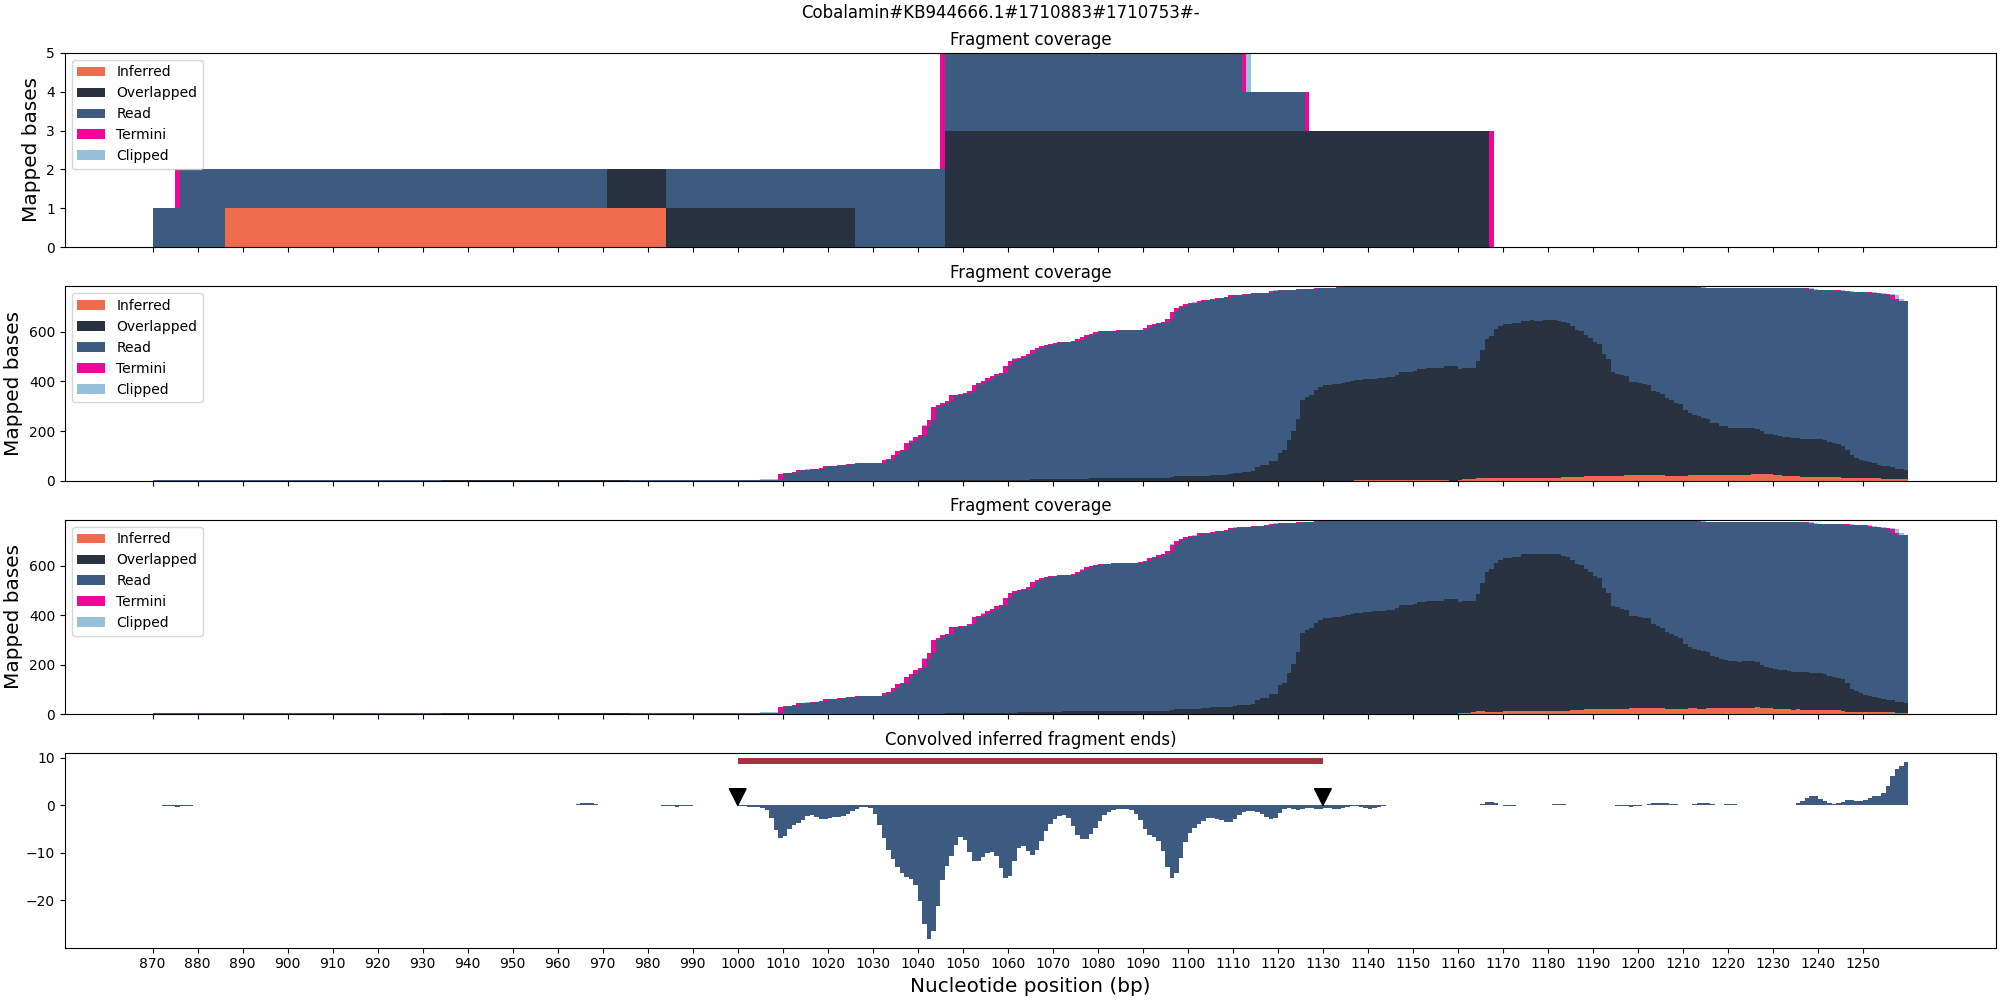 Cobalamin#KB944666.1#1710883#1710753#-
Fragment coverage
Mapped bases
5
4
3
2
1
0
Inferred
Overlapped
Read
Termini
Clipped
Fragment coverage
Mapped bases
600
400
200
0
Inferred
Overlapped
Read
Termini
Clipped
Fragment coverage
Mapped bases
600
400
200
0
Inferred
Overlapped
Read
Termini
Clipped
Convolved inferred fragment ends)
10
0
−10
−20
870 880 890 900 910 920 930 940 950 960 970 980 990 1000 1010 1020 1030 1040 1050 1060 1070 1080 1090 1100 1110 1120 1130 1140 1150 1160 1170 1180 1190 1200 1210 1220 1230 1240 1250
Nucleotide position (bp)